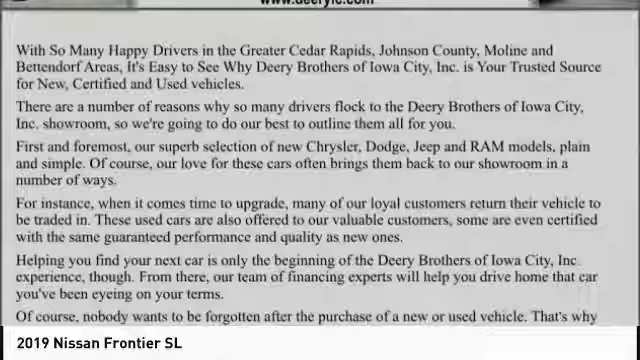 www.deeryic.com
With So Many Happy Drivers in the Greater Cedar Rapids, Johnson County, Moline and
Bettendorf Areas, It's Easy to See Why Deery Brothers of Iowa City, Inc. is Your Trusted Source
for New, Certified and Used vehicles.
There are a number of reasons why so many drivers flock to the Deery Brothers of Iowa City,
Inc. showroom, so we're going to do our best to outline them all for you.
First and foremost, our superb selection of new Chrysler, Dodge, Jeep and RAM models, plain
and simple. Of course, our love for these cars often brings them back to our showroom in a
number of ways.
For instance, when it comes time to upgrade, many of our loyal customers return their vehicle to
be traded in. These used cars are also offered to our valuable customers, some are even certified
with the same guaranteed performance and quality as new ones.
Helping you find your next car is only the beginning of the Deery Brothers of Iowa City, Inc
experience, though. From there, our team of financing experts will help you drive home that car
you've been eyeing on your terms.
Of course, nobody wants to be forgotten after the purchase of a new or used vehicle. That's why
2019 Nissan Frontier SL